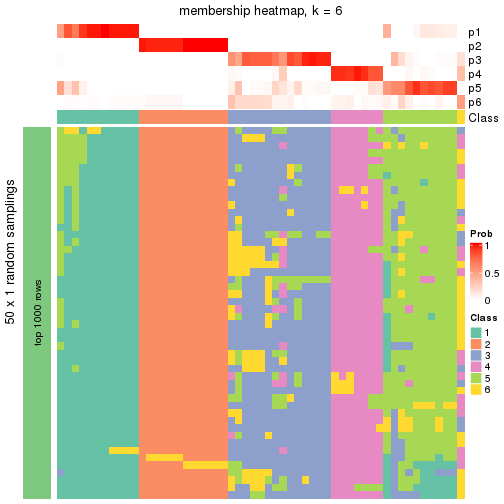 membership heatmap, k = 6
p1
p2
p3
p4
p5
p6
Class
50 x 1 random samplings
top 1000 rows
Prob
1
0.5
0
Class
1
2
3
4
5
6